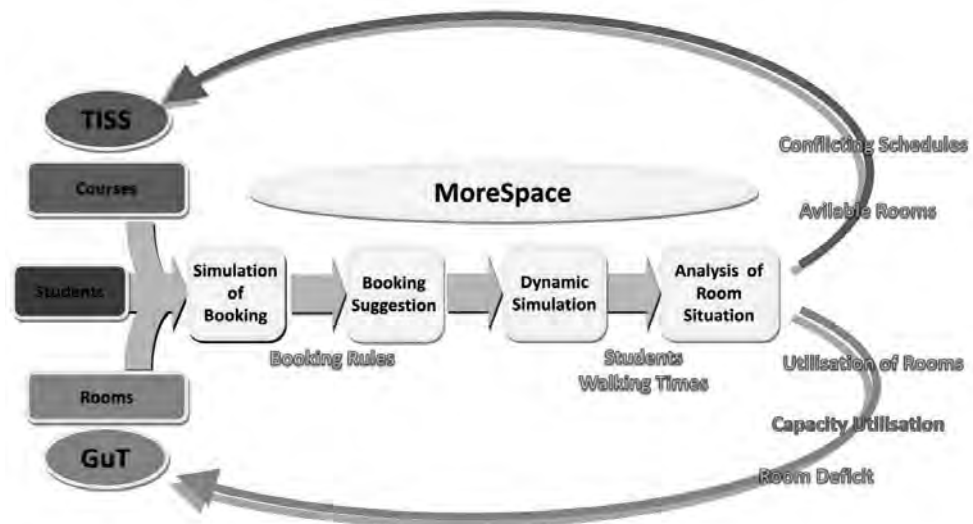 TISS
Conflicting Schedules
Courses
MoreSpace
Avilable Rooms
Students
Simulation
of
Booking
Booking
Suggestion
Dynamic
Simulation
Analysis of
Room
Situation
Booking Rules
Students
Walking Times
Utilisation of Rooms
Rooms
Capacity Utilisation
GuT
Room Deficit